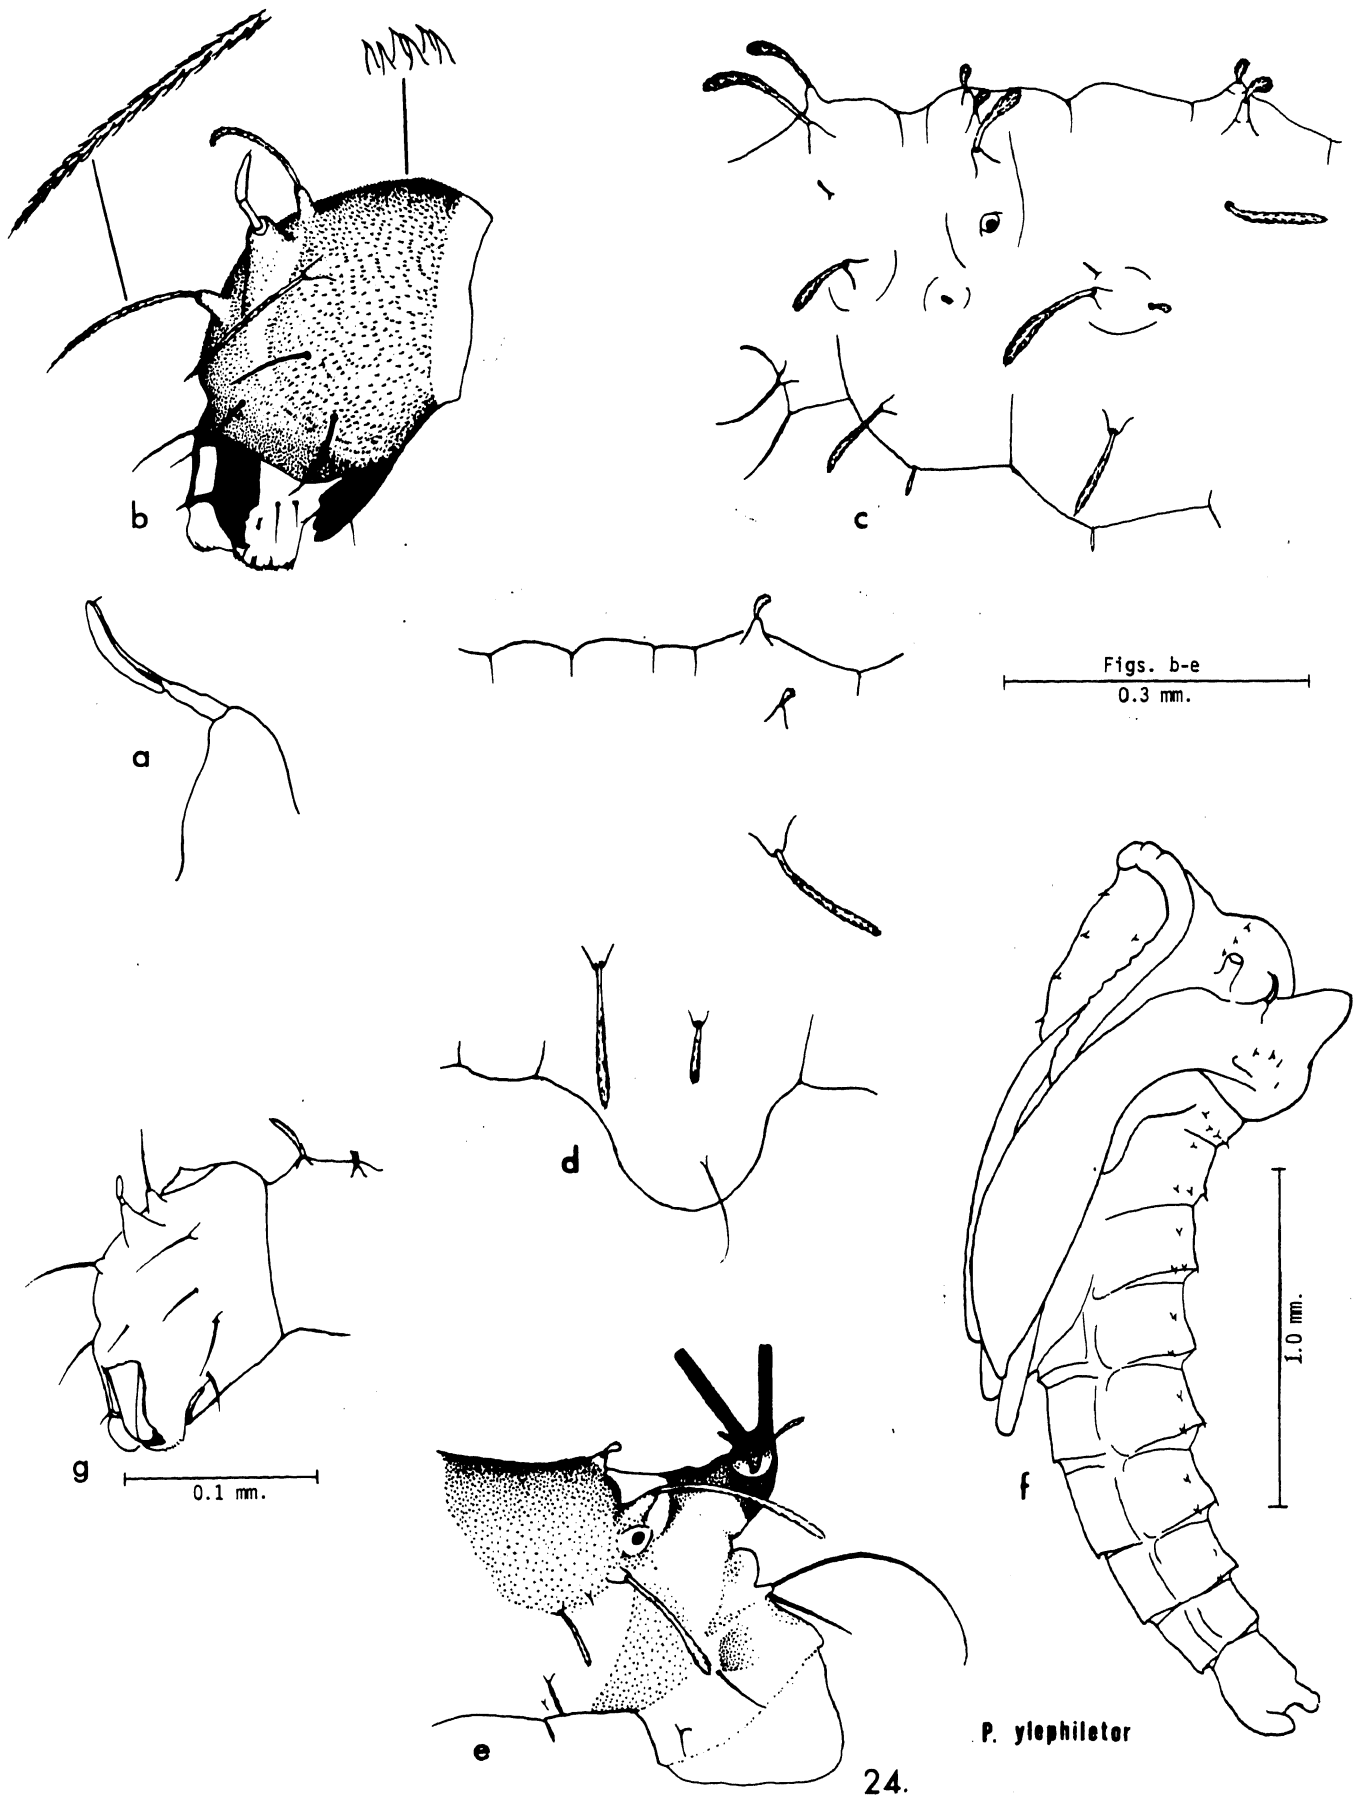 b
c
a
Figs. b-e
0.3 mm.
d
g
0.1 mm.
f
1.0 mm.
e
r
P. ylephiletor
24.